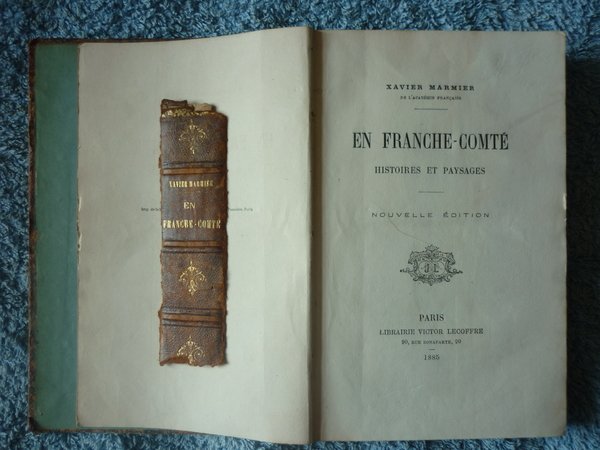 XAVIER MARMIER
EN
FRANCHE-COMTÉ
XAVIER MARMIER
DE L'ACADÉMIE FRANÇAISE
EN FRANCHE-COMTÉ
HISTOIRES ET PAYSAGES
NOUVELLE ÉDITION
PARIS
LIBRAIRIE VICTOR LECOFFRE
90, RUE BONAPARTE, 90
1885